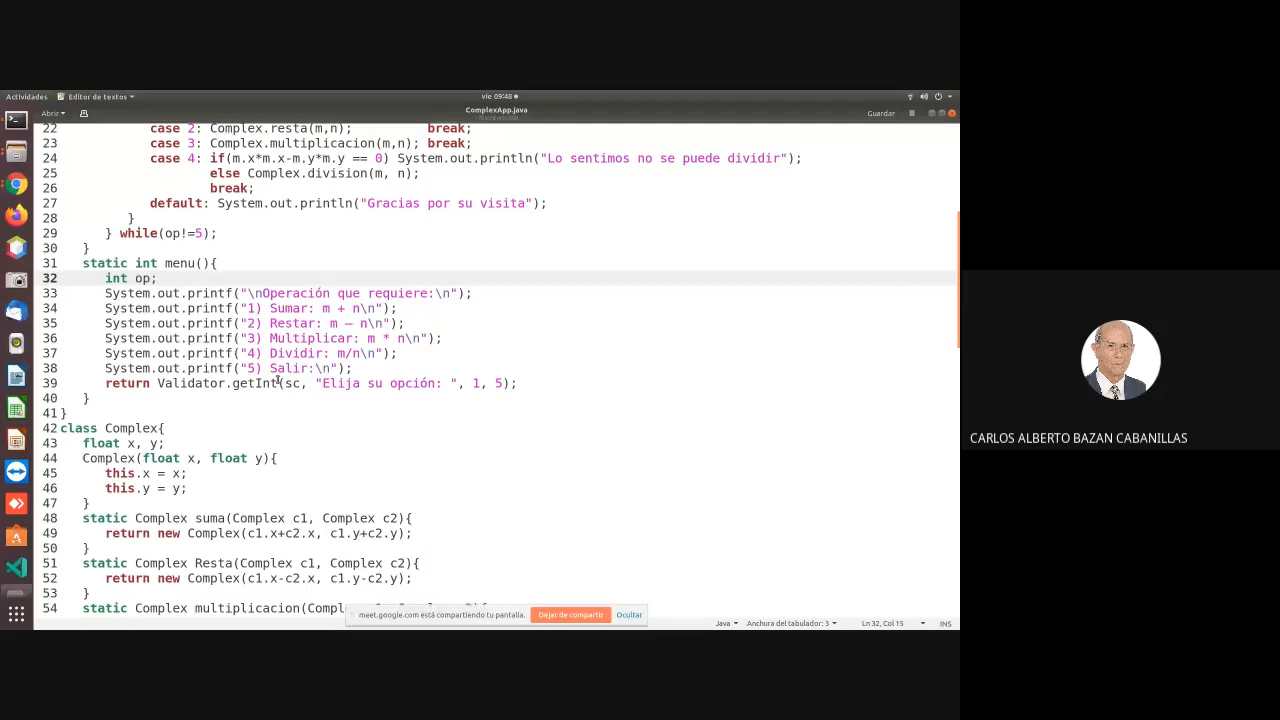 Actividades Editor de textos vie 09:48
Abrir ComplexApp.java Guardar
22 case 2: Complex.resta(m,n); break;
23 case 3: Complex.multiplicacion(m,n); break;
24 case 4: if(m.x*m.x-m.y*m.y == 0) System.out.println("Lo sentimos no se puede dividir");
25 else Complex.division(m, n);
26 break;
27 default: System.out.println("Gracias por su visita");
28 }
29 } while(op!=5);
30 }
31 static int menu(){
32 int op;
33 System.out.printf("\nOperación que requiere:\n");
34 System.out.printf("1) Sumar: m + n\n");
35 System.out.printf("2) Restar: m – n\n");
36 System.out.printf("3) Multiplicar: m * n\n");
37 System.out.printf("4) Dividir: m/n\n");
38 System.out.printf("5) Salir:\n");
39 return Validator.getInt(sc, "Elija su opción: ", 1, 5);
40 }
41 }
42 class Complex{
43 float x, y;
44 Complex(float x, float y){
45 this.x = x;
46 this.y = y;
47 }
48 static Complex suma(Complex c1, Complex c2){
49 return new Complex(c1.x+c2.x, c1.y+c2.y);
50 }
51 static Complex Resta(Complex c1, Complex c2){
52 return new Complex(c1.x-c2.x, c1.y-c2.y);
53 }
54 static Complex multiplicacion(Compl
meet.google.com está compartiendo tu pantalla. Dejar de compartir Ocultar
Java Anchura del tabulador: 3 Ln 32, Col 15 INS
CARLOS ALBERTO BAZAN CABANILLAS